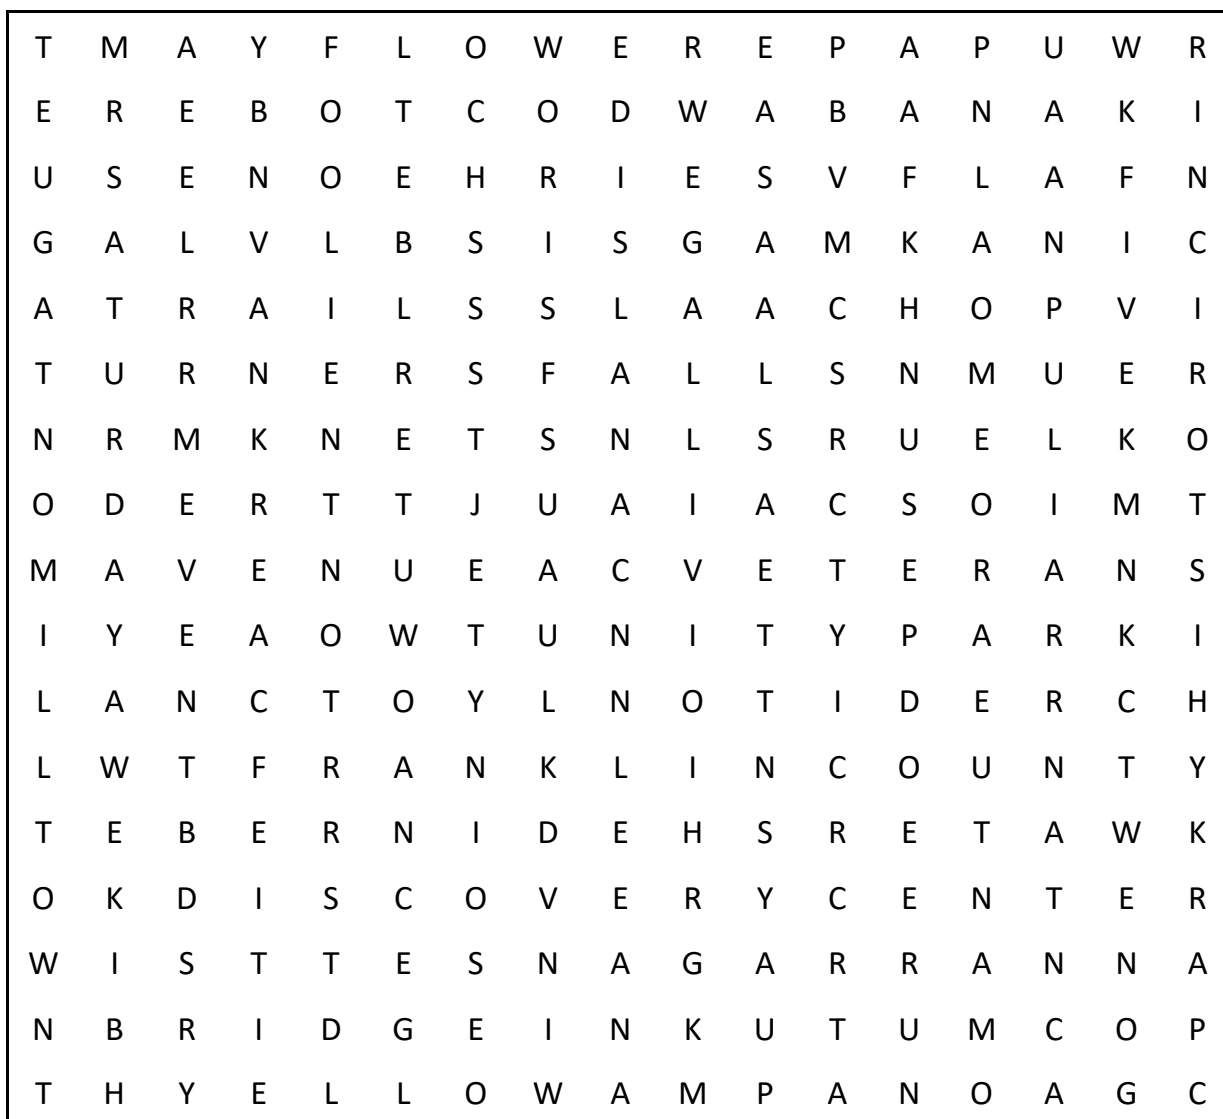 T M A Y F L O W E R E P A P U W R
E R E B O T C O D W A B A N A K I
U S E N O E H R I E S V F L A F N
G A L V L B S I S G A M K A N I C
A T R A I L S S L A A C H O P V I
T U R N E R S F A L L S N M U E R
N R M K N E T S N L S R U E L K O
O D E R T T J U A I A C S O I M T
M A V E N U E A C V E T E R A N S
I Y E A O W T U N I T Y P A R K I
L A N C T O Y L N O T I D E R C H
L W T F R A N K L I N C O U N T Y
T E B E R N I D E H S R E T A W K
O K D I S C O V E R Y C E N T E R
W I S T T E S N A G A R R A N N A
N B R I D G E I N K U T U M C O P
T H Y E L L O W A M P A N O A G C